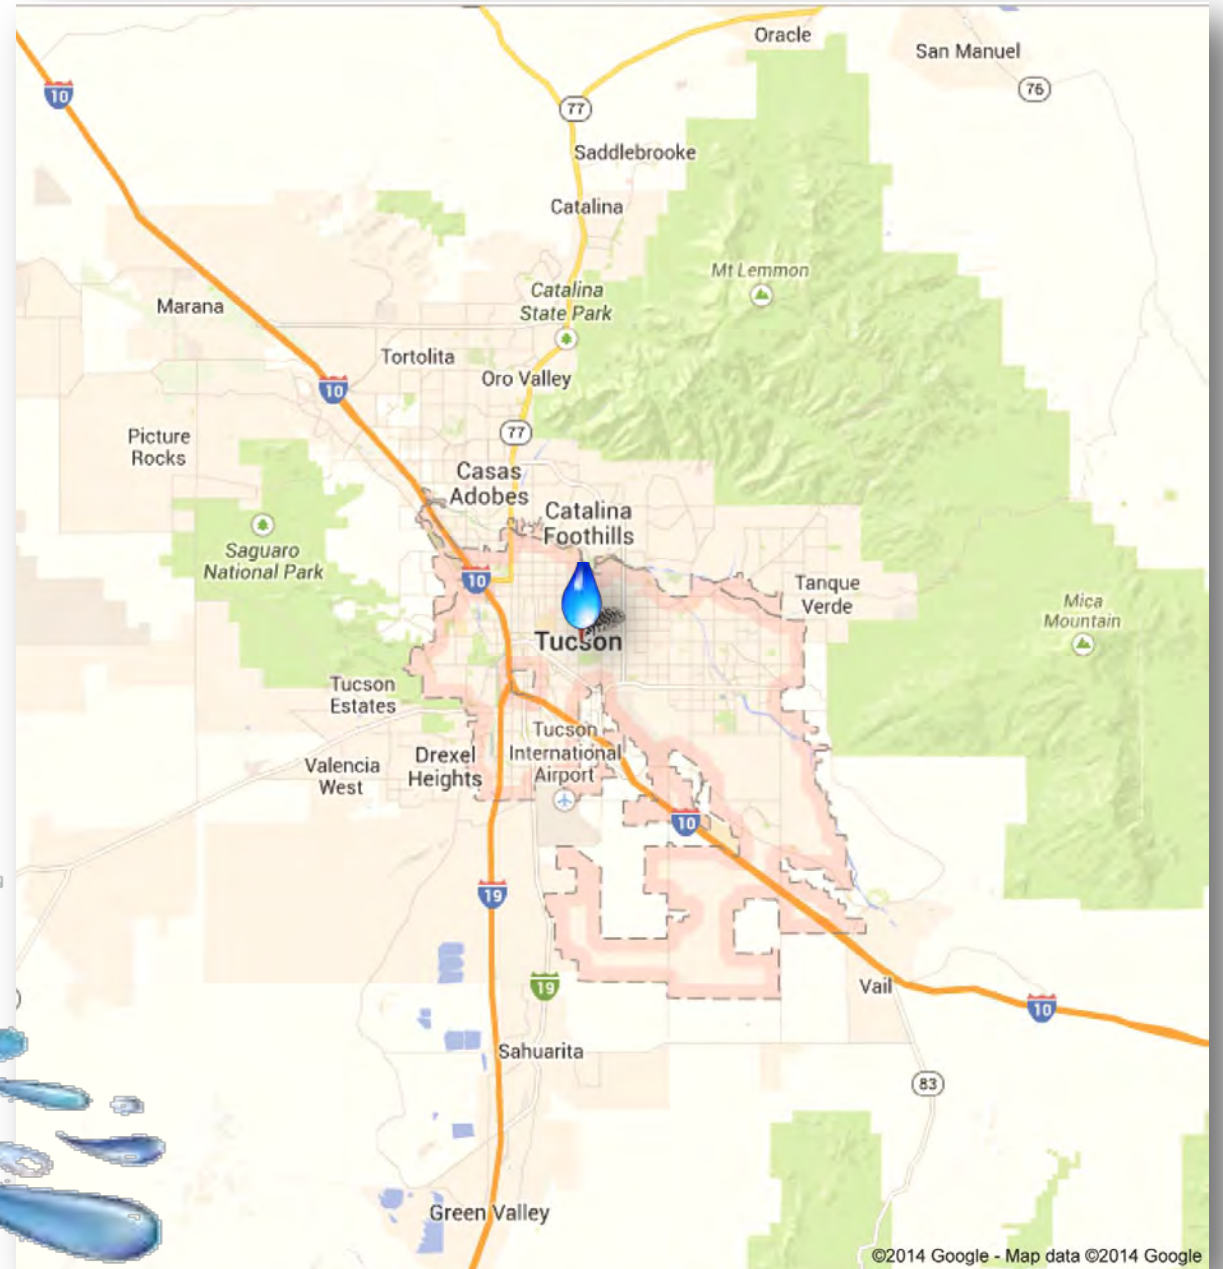 Oracle
San Manuel
10
76
77
Saddlebrooke
Catalina
Mt Lemmon
Catalina
State Park
Marana
Tortolita
Oro Valley
10
77
Picture
Rocks
Casas
Adobes
Catalina
Foothills
Saguaro
National Park
10
Tanque
Verde
Mica
Mountain
Tucson
Tucson
Estates
Tucson
International
Airport
Drexel
Heights
Valencia
West
10
19
19
Vail
10
Sahuarita
83
Green Valley
©2014 Google - Map data ©2014 Google